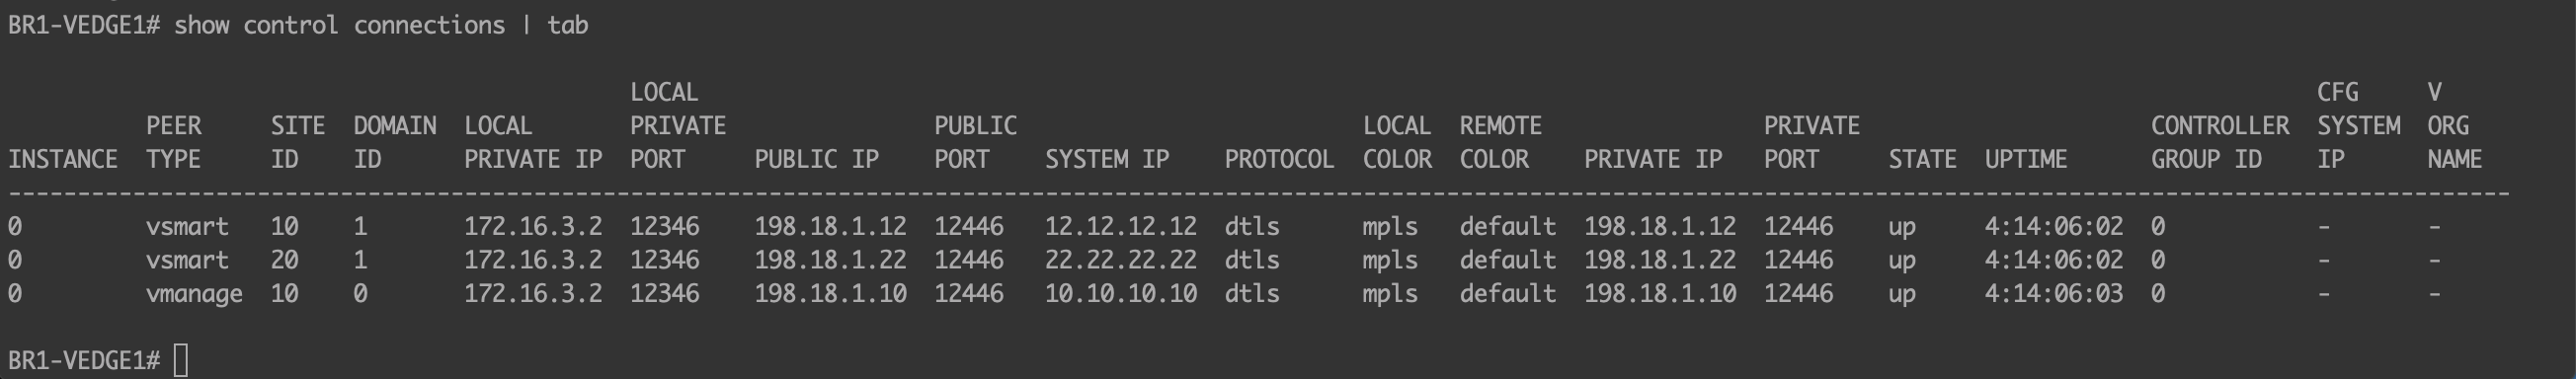 BR1-VEDGE1# show control connections | tab
LOCAL CFG V
PEER SITE DOMAIN LOCAL PRIVATE PUBLIC LOCAL REMOTE PRIVATE CONTROLLER SYSTEM ORG
INSTANCE TYPE ID ID PRIVATE IP PORT PUBLIC IP PORT SYSTEM IP PROTOCOL COLOR COLOR PRIVATE IP PORT STATE UPTIME GROUP ID IP NAME
0 vsmart 10 1 172.16.3.2 12346 198.18.1.12 12446 12.12.12.12 dtls mpls default 198.18.1.12 12446 up 4:14:06:02 0 - -
0 vsmart 20 1 172.16.3.2 12346 198.18.1.22 12446 22.22.22.22 dtls mpls default 198.18.1.22 12446 up 4:14:06:02 0 - -
0 vmanage 10 0 172.16.3.2 12346 198.18.1.10 12446 10.10.10.10 dtls mpls default 198.18.1.10 12446 up 4:14:06:03 0 - -
BR1-VEDGE1#